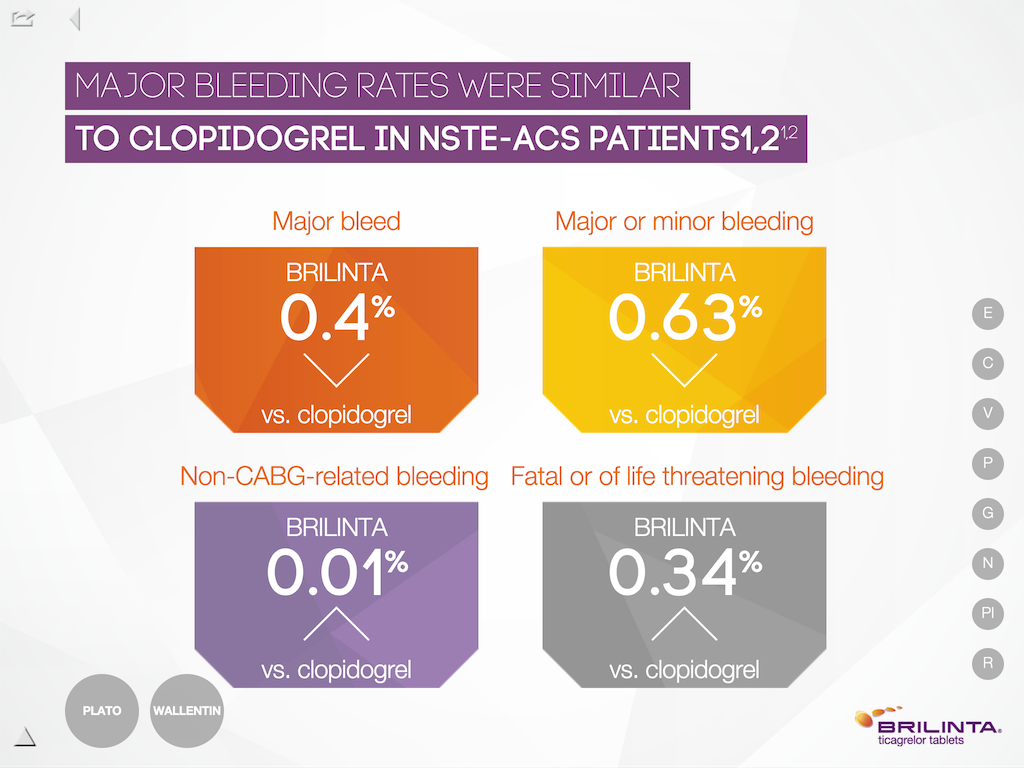 MAJOR BLEEDING RATES WERE SIMILAR
TO CLOPIDOGREL IN NSTE-ACS PATIENTS1,2 1,2
Major bleed
BRILINTA
0.4%
vs. clopidogrel
Major or minor bleeding
BRILINTA
0.63%
vs. clopidogrel
Non-CABG-related bleeding
BRILINTA
0.01%
vs. clopidogrel
Fatal or of life threatening bleeding
BRILINTA
0.34%
vs. clopidogrel
E
C
V
P
G
N
PI
R
PLATO
WALLENTIN
BRILINTA®
ticagrelor tablets